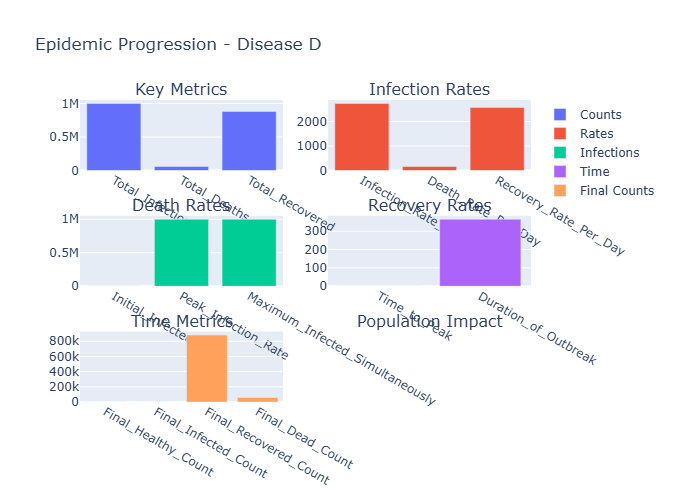 Epidemic Progression - Disease D
Key Metrics
Infection Rates
1M
0.5M
0
2000
1000
0
Counts
Rates
Infections
Time
Final Counts
Total_Deaths
Total_Recovered
Recovery_Rate_Per_Day
Death Rates
Recovery Rates
1M
0.5M
0
300
200
100
0
Peak_Infection_Rate
Maximum_Infected_Simultaneously
Time_to_Peak
Duration_of_Outbreak
Time Metrics
Population Impact
800k
600k
400k
200k
0
Final_Healthy_Count
Final_Infected_Count
Final_Recovered_Count
Final_Dead_Count